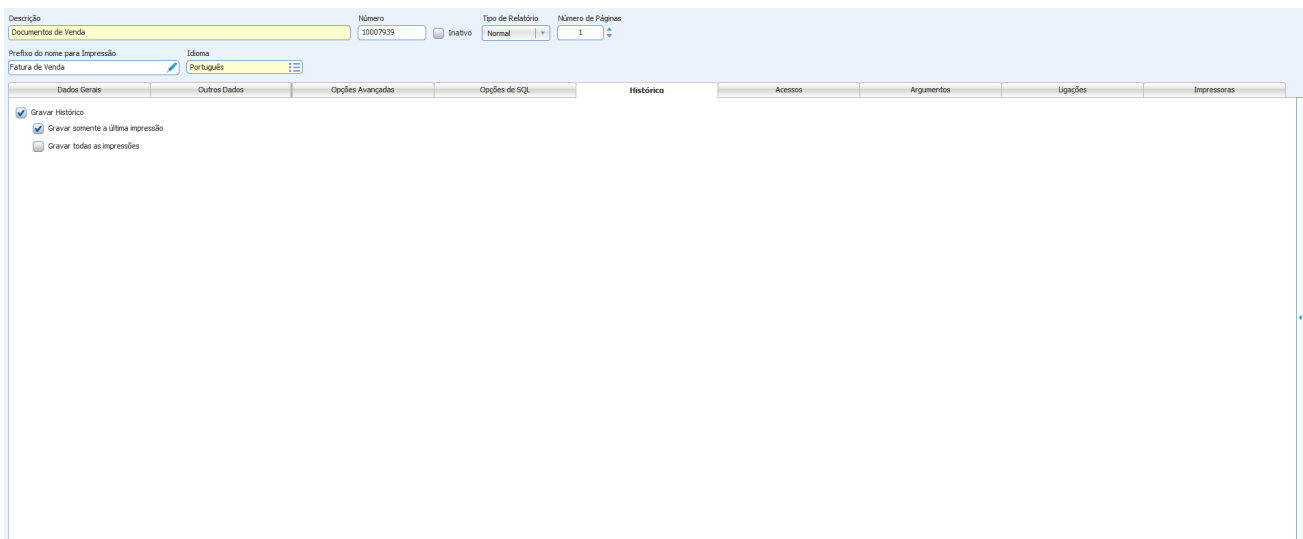 Descrição Número Tipo de Relatório Número de Páginas
Documentos de Venda 10007939 Inativo Normal 1
Prefixo do nome para Impressão Idioma
Fatura de Venda Português
Dados Gerais Outros Dados Opções Avançadas Opções de SQL Histórico Acessos Argumentos Ligações Impressoras
Gravar Histórico
Gravar somente a última impressão
Gravar todas as impressões